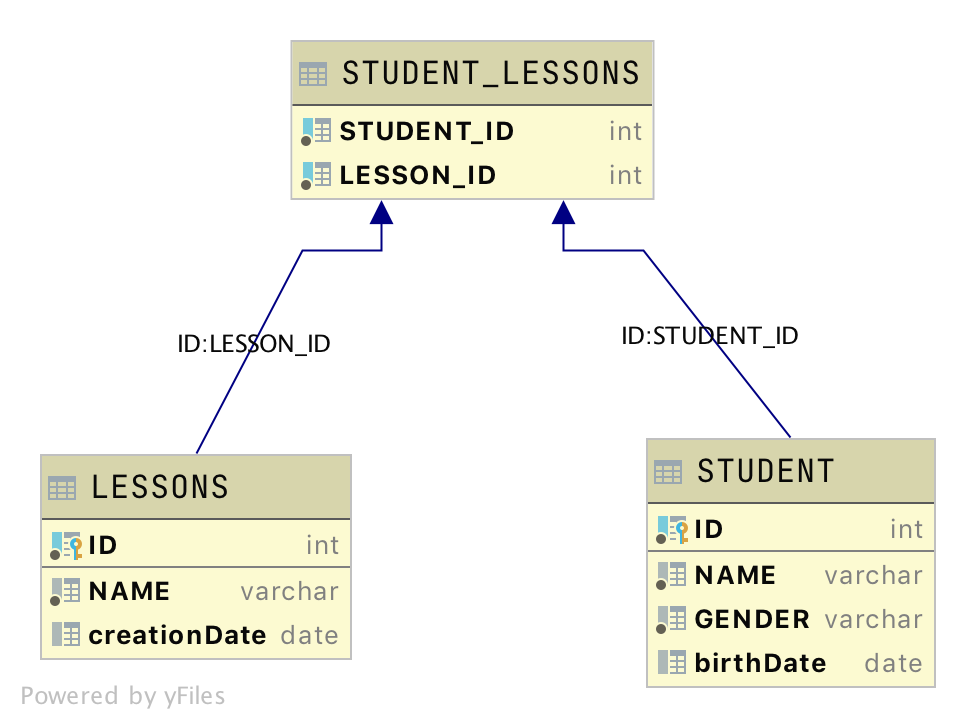 STUDENT_LESSONS
STUDENT_ID int
LESSON_ID int
ID:LESSON_ID
ID:STUDENT_ID
LESSONS
ID int
NAME varchar
creationDate date
STUDENT
ID int
NAME varchar
GENDER varchar
birthDate date
Powered by yFiles